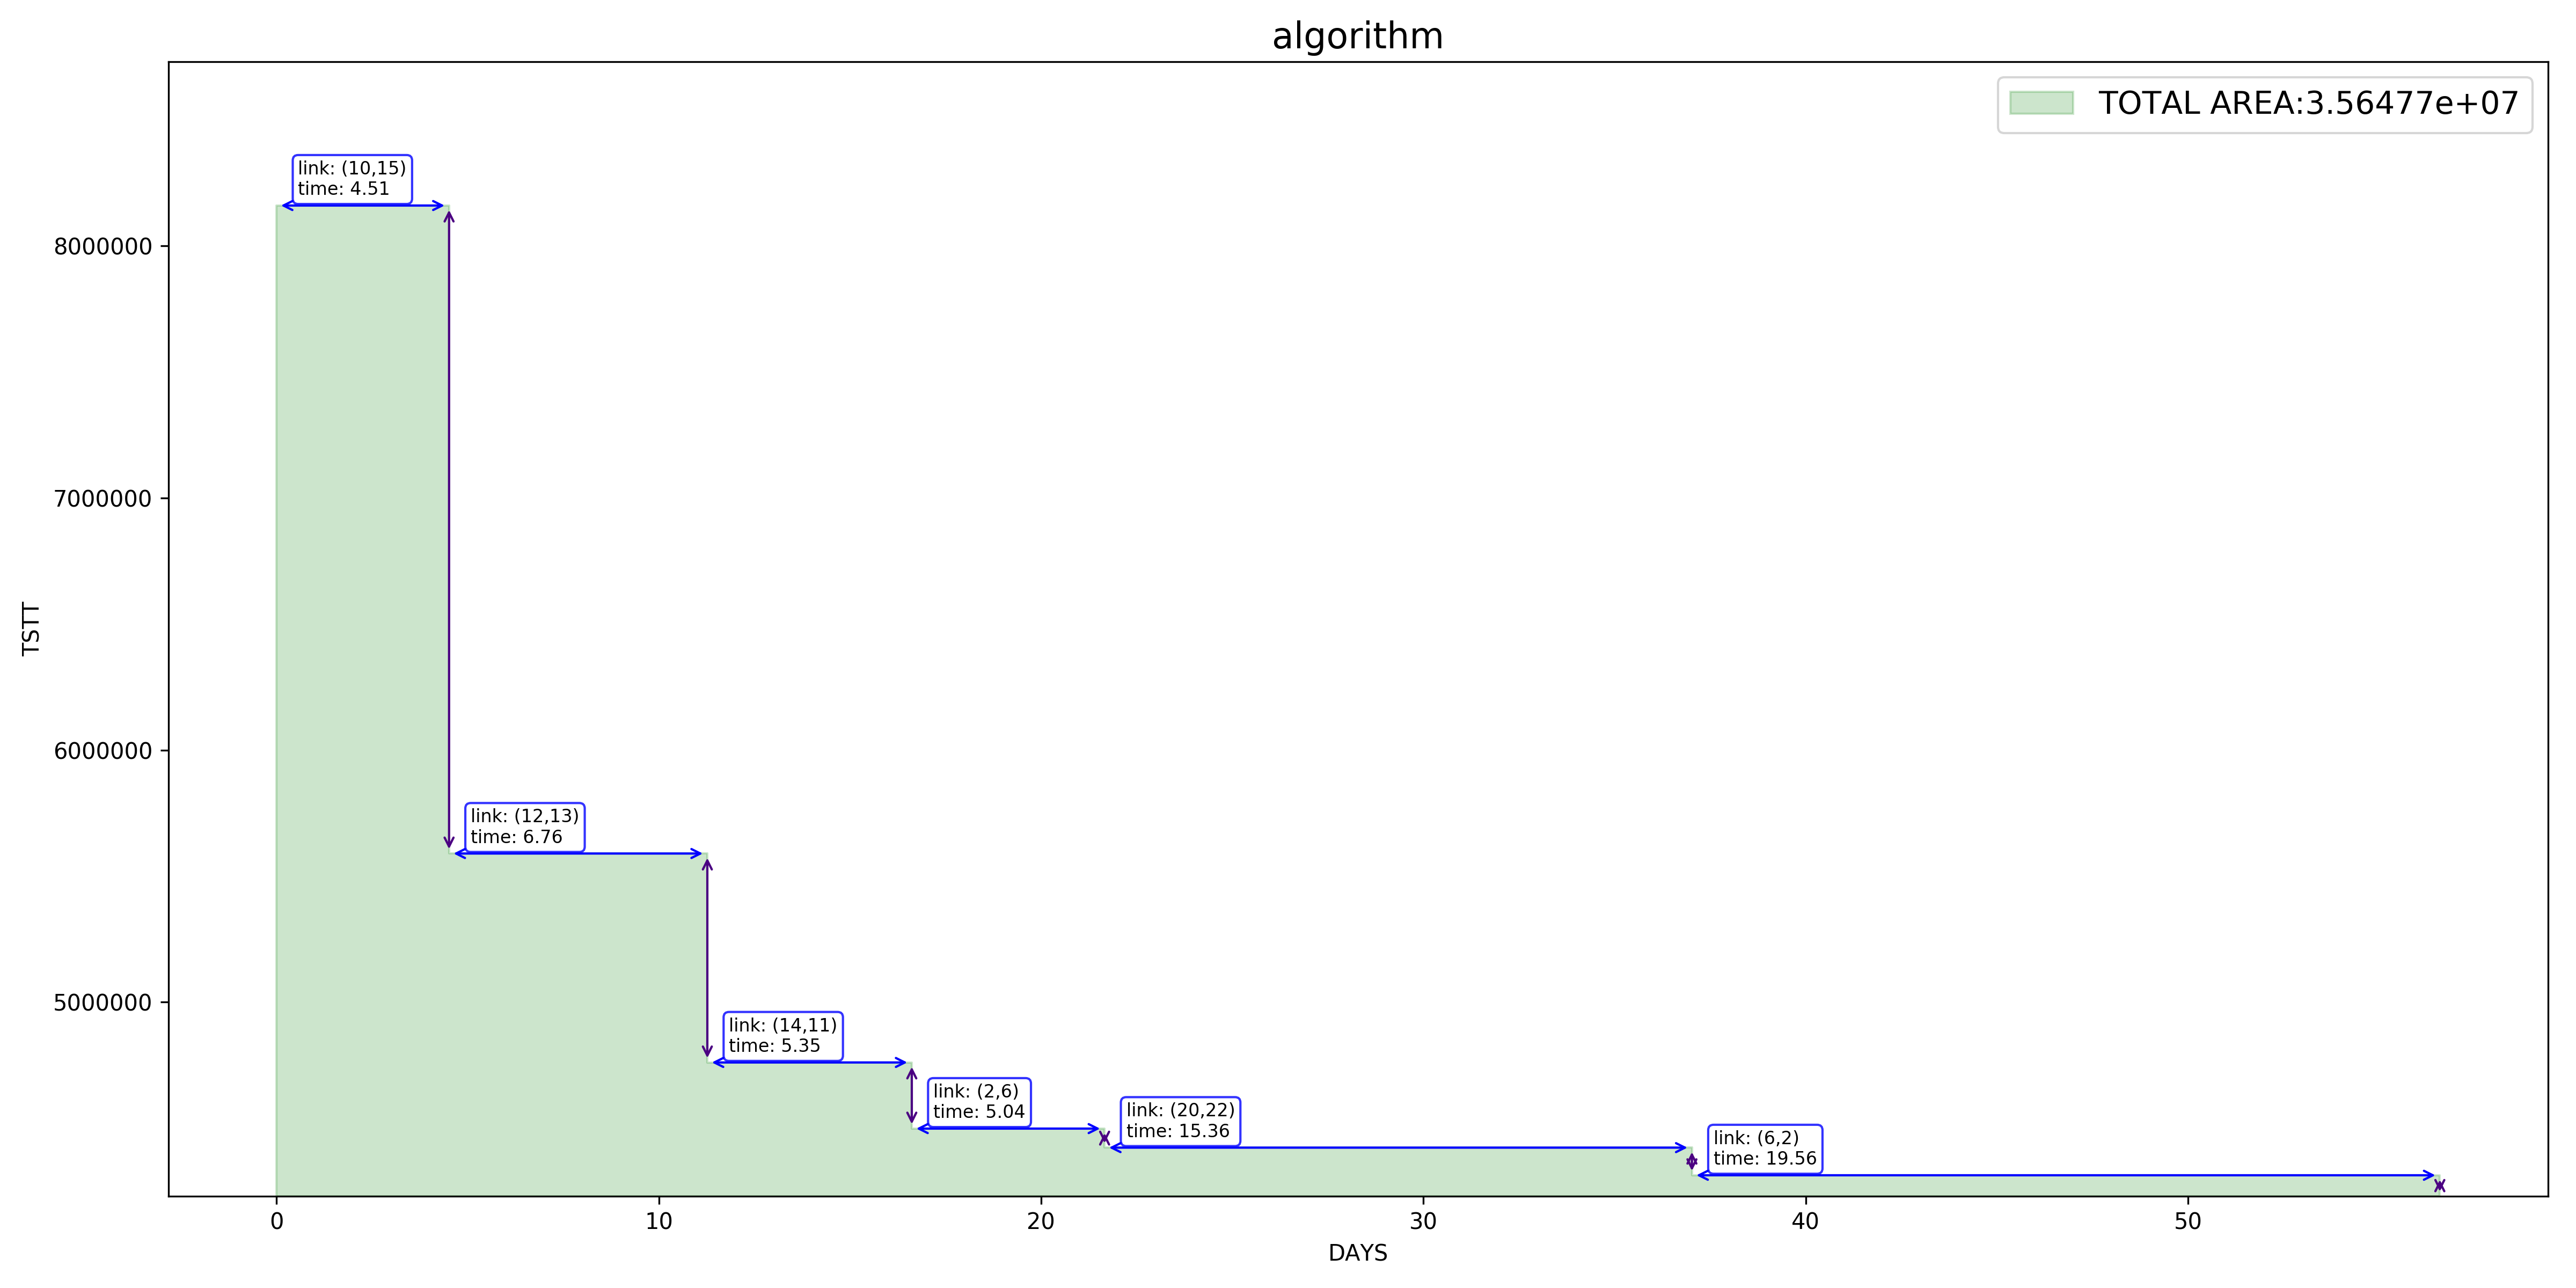 algorithm
TOTAL AREA:3.56477e+07
link: (10,15)
time: 4.51
8000000
7000000
TSTT
6000000
link: (12,13)
time: 6.76
5000000
link: (14,11)
time: 5.35
link: (2,6)
time: 5.04
link: (20,22)
time: 15.36
link: (6,2)
time: 19.56
0 10 20 30 40 50
DAYS